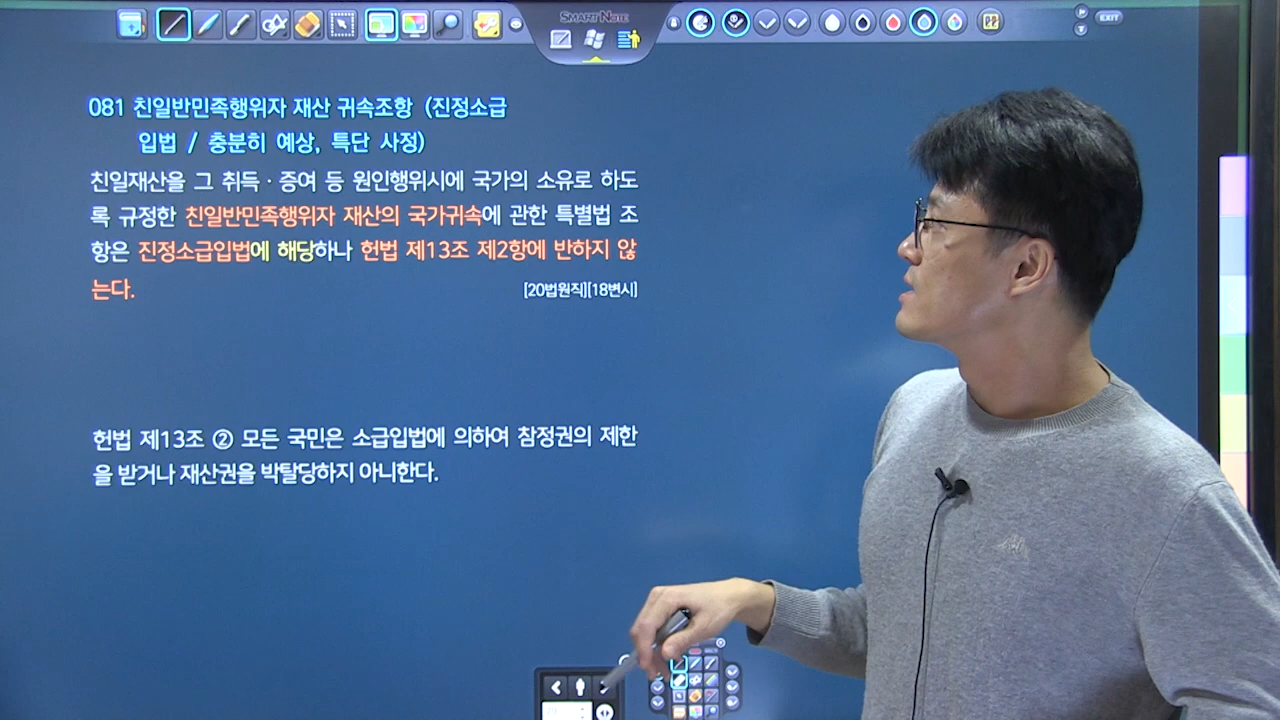 SMARTNOTE
EXIT
081 친일반민족행위자 재산 귀속조항 (진정소급
입법 / 충분히 예상, 특단 사정)
친일재산을 그 취득·증여 등 원인행위시에 국가의 소유로 하도
록 규정한 친일반민족행위자 재산의 국가귀속에 관한 특별법 조
항은 진정소급입법에 해당하나 헌법 제13조 제2항에 반하지 않
는다. [20법원직][18변시]
헌법 제13조 ② 모든 국민은 소급입법에 의하여 참정권의 제한
을 받거나 재산권을 박탈당하지 아니한다.